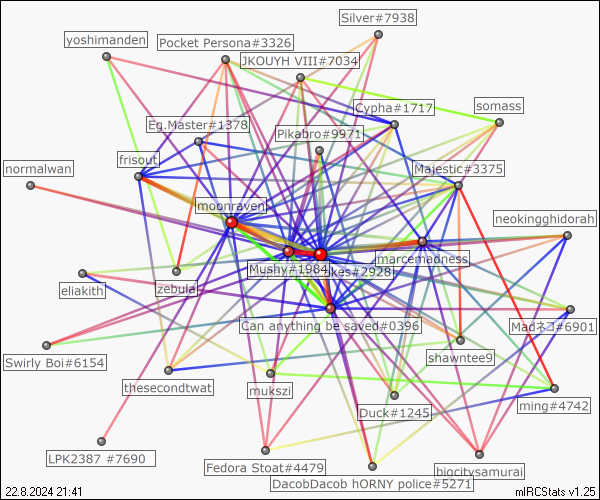 Silver#7938
yoshimanden
Pocket Persona#3326
JKOUYH VIII#7034
Cypha#1717
somass
Eg.Master#1378
Pikabro#9971
frisout
Majestic#3375
normalwan
moonraven
neokingghidorah
marcemadness
Mushy#1984
ikes#2928
eliakith
zebula
Can anything be saved#0396
Madネコ#6901
Swirly Boi#6154
shawntee9
thesecondtwat
mukszi
Duck#1245
ming#4742
LPK2387 #7690
Fedora Stoat#4479
bigcitysamurai
DacobDacob hORNY police#5271
22.8.2024 21:41
mIRCStats v1.25